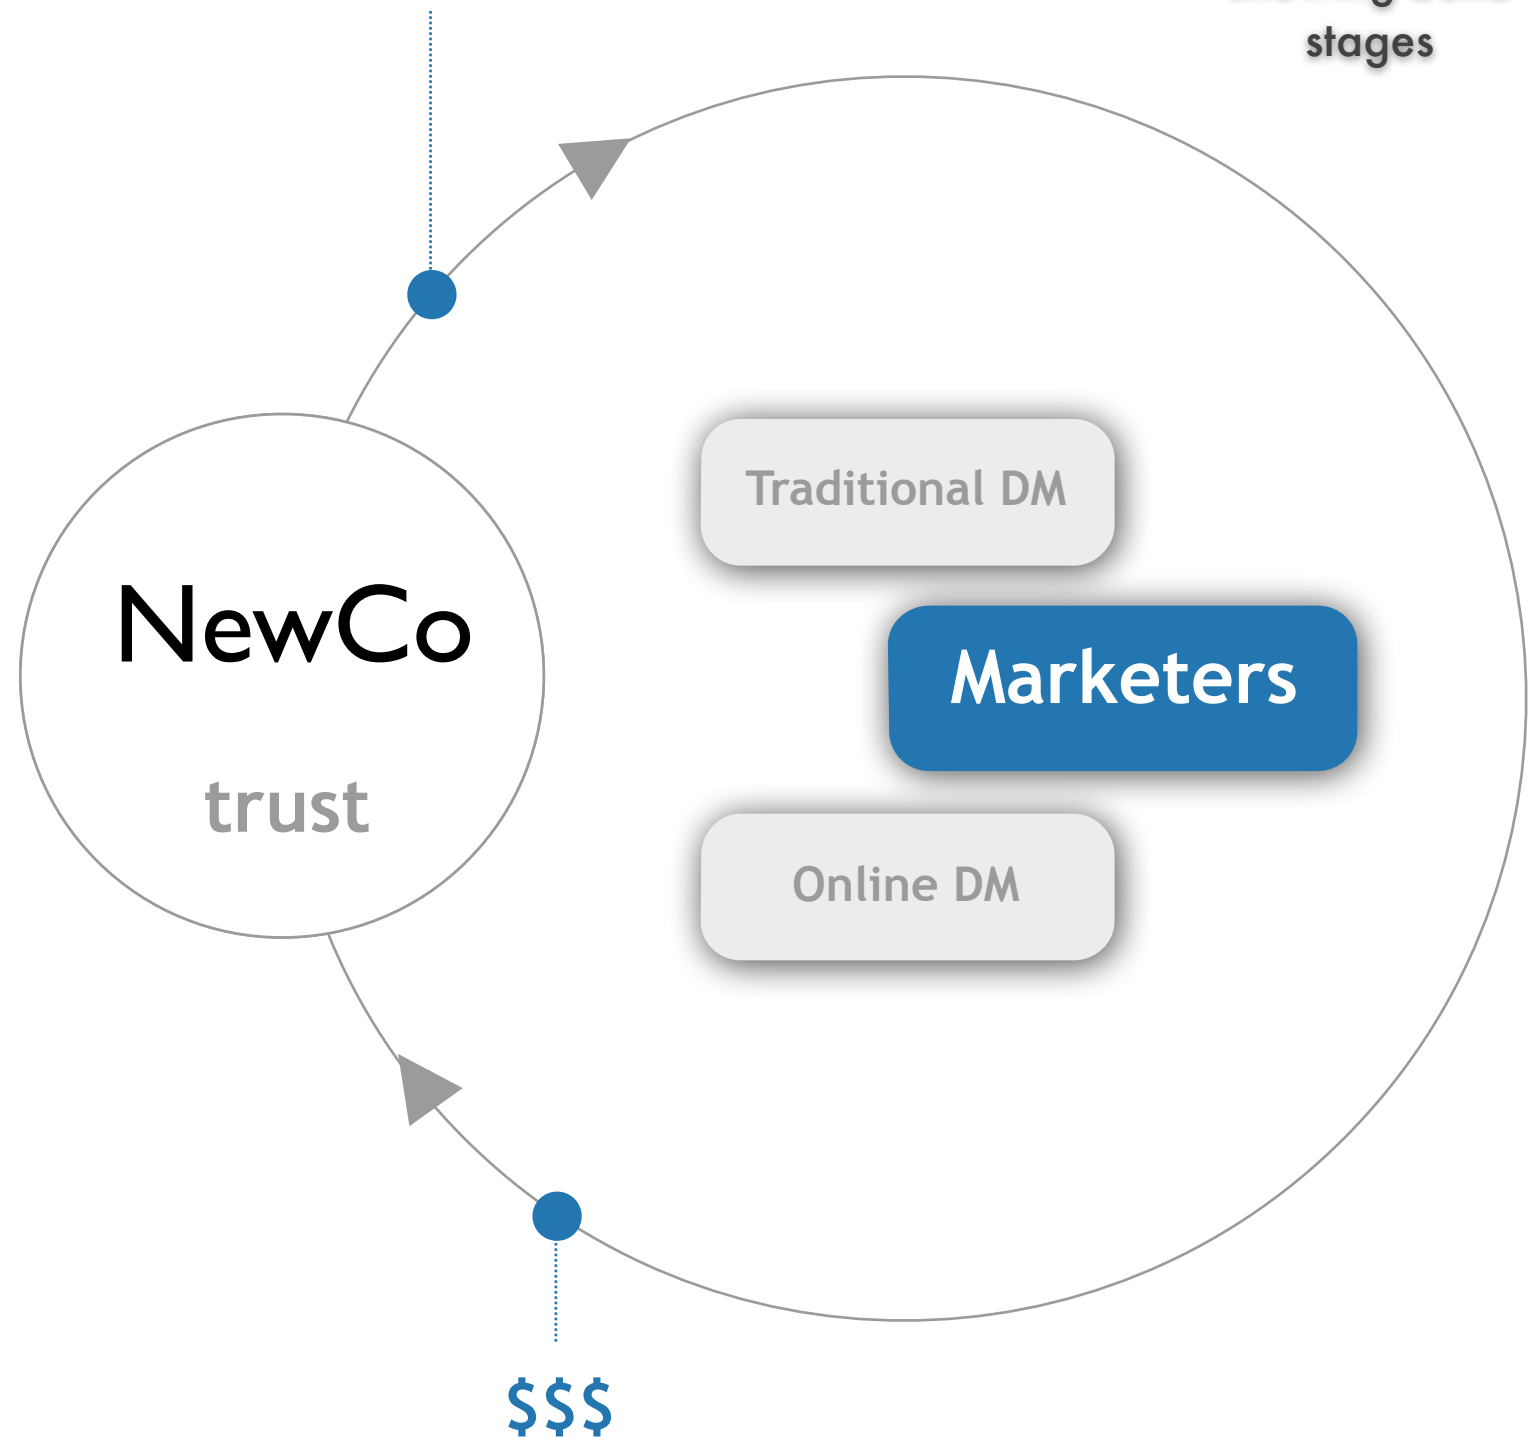 stages
Traditional DM
NewCo
Marketers
trust
Online DM
$$$